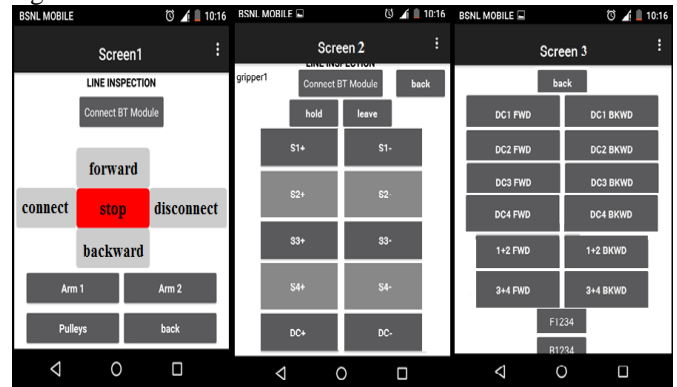 BSNL MOBILE 10:16
Screen1
LINE INSPECTION
Connect BT Module
forward
connect stop disconnect
backward
Arm 1 Arm 2
Pulleys back
BSNL MOBILE 10:16
Screen 2
LINE INSPECTION
gripper1 Connect BT Module back
hold leave
S1+ S1-
S2+ S2-
S3+ S3-
S4+ S4-
DC+ DC-
BSNL MOBILE 10:16
Screen 3
back
DC1 FWD DC1 BKWD
DC2 FWD DC2 BKWD
DC3 FWD DC3 BKWD
DC4 FWD DC4 BKWD
1+2 FWD 1+2 BKWD
3+4 FWD 3+4 BKWD
F1234
B1234